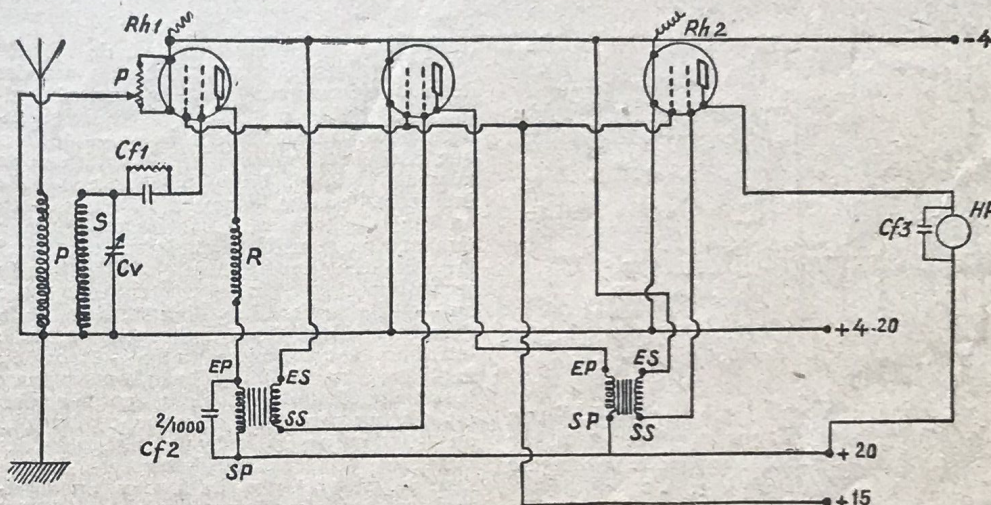 Rh1
Rh2
-4
P
Cf1
S
P
Cv
R
Cf3
HP
+4-20
EP
ES
EP
ES
2/1000
SS
SP
SS
Cf2
SP
+20
+15